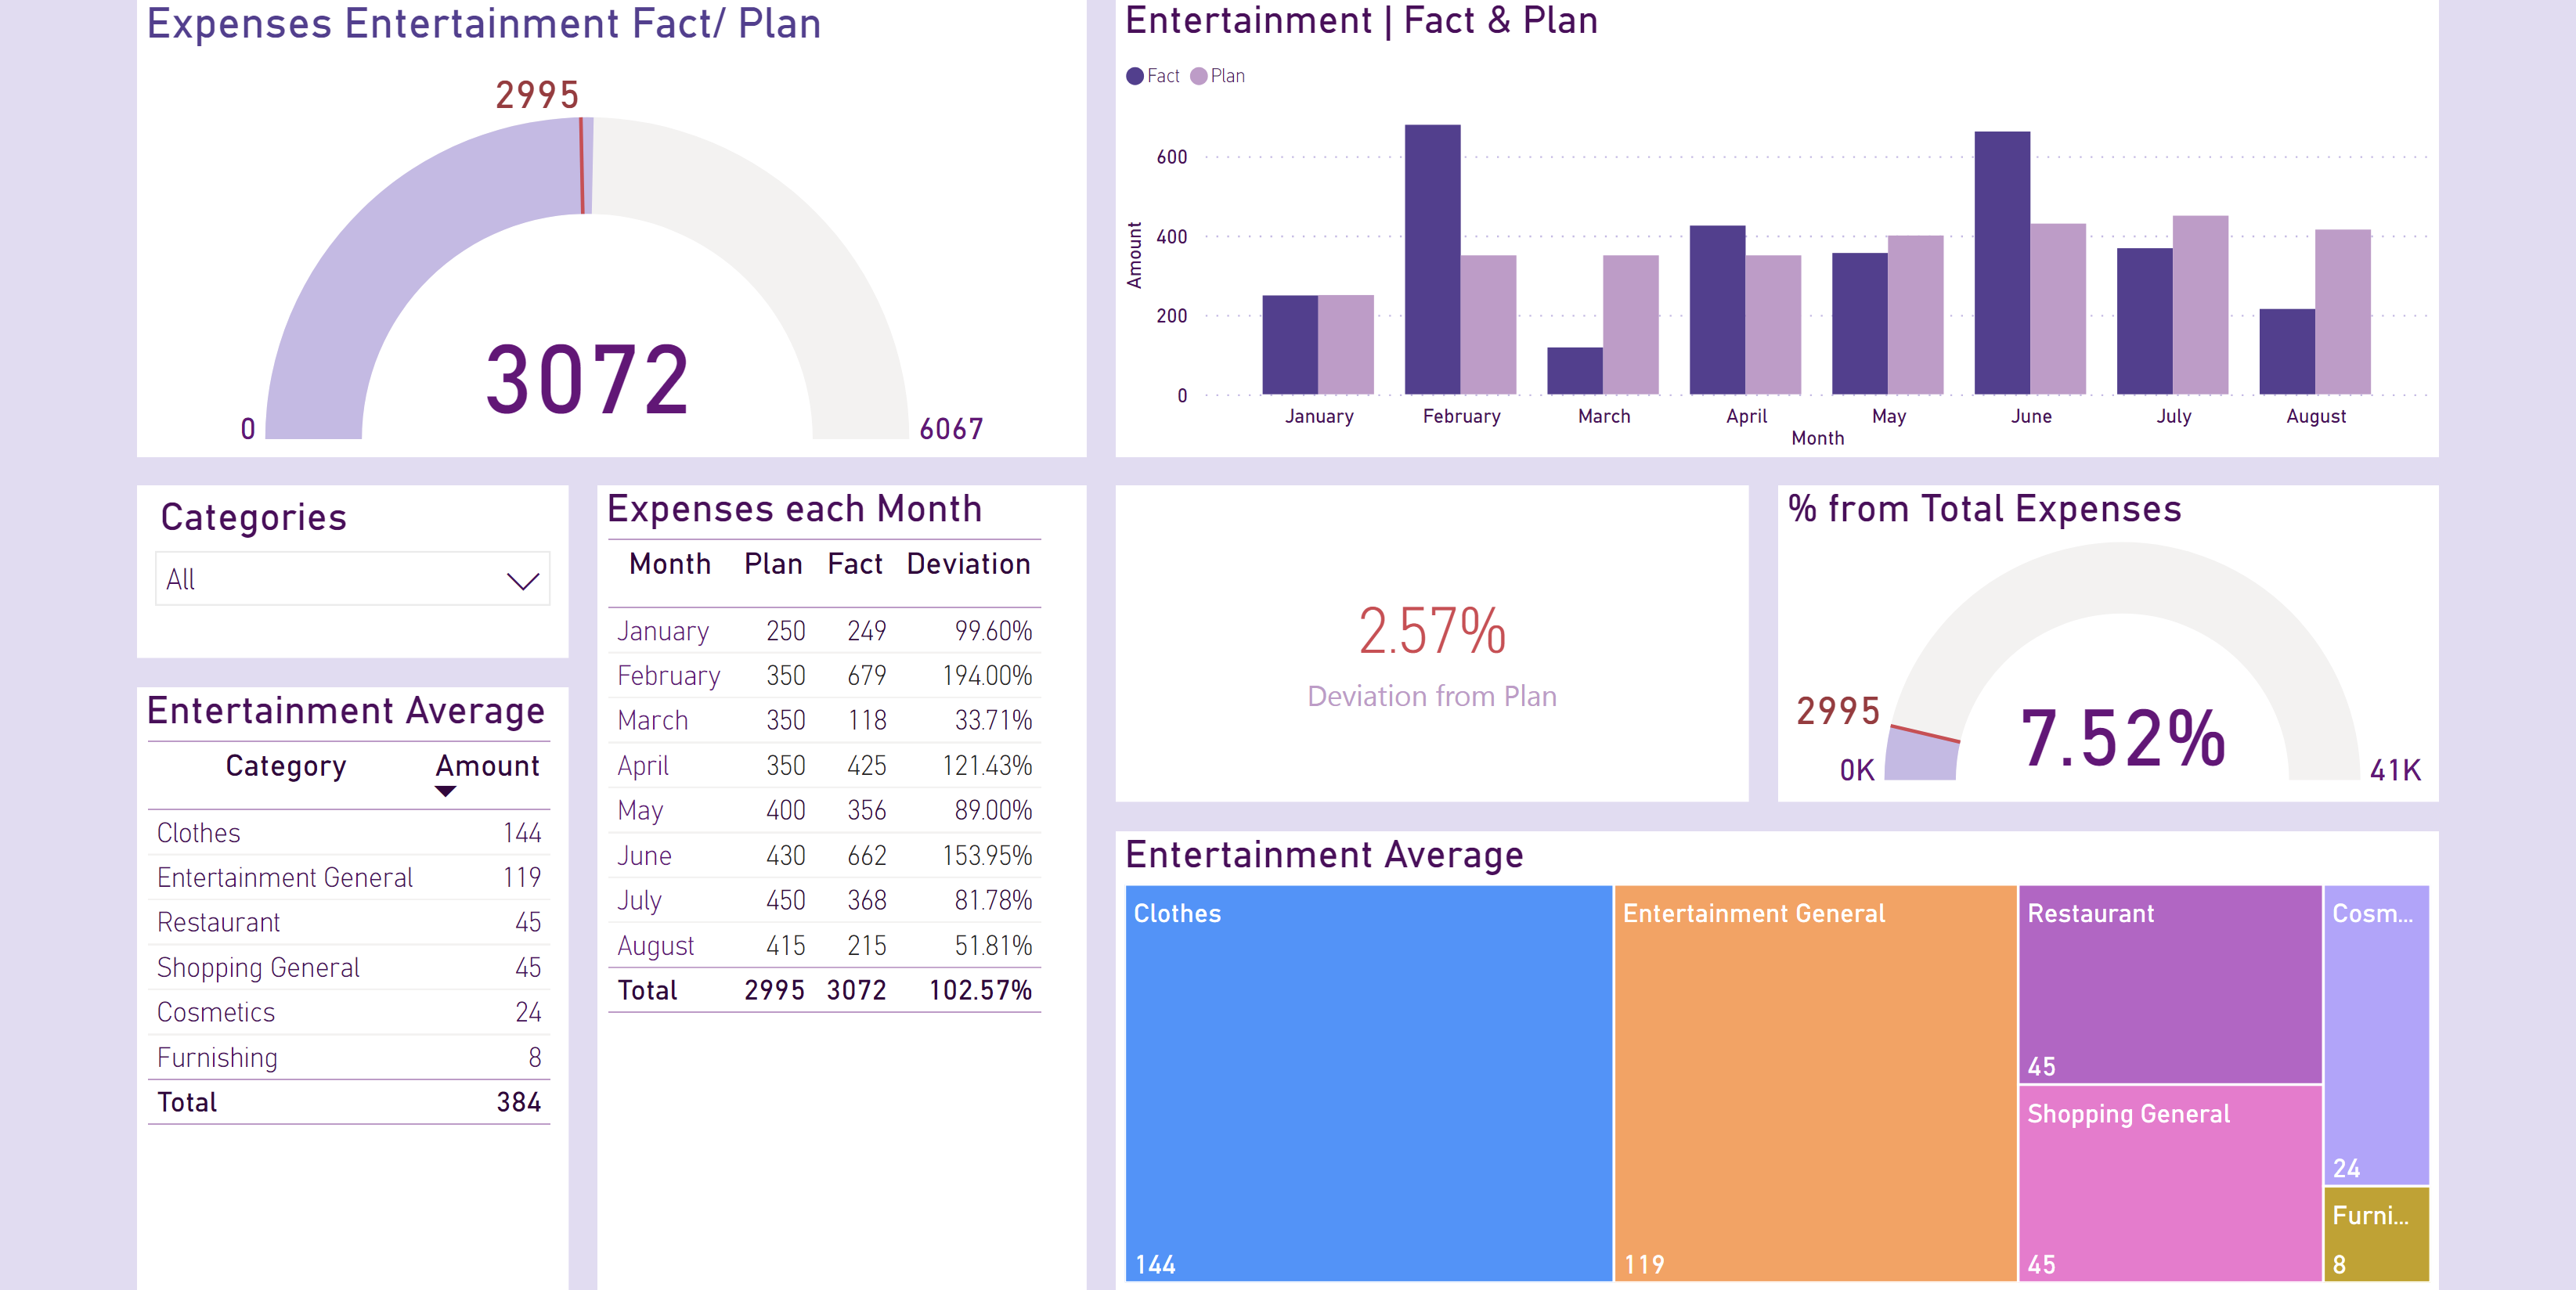 Expenses Entertainment Fact/ Plan
2995
3072
0
6067
Entertainment | Fact & Plan
Fact Plan
Amount
600
400
200
0
January February March April May June July August
Month
Categories
All
Entertainment Average
Category Amount
Clothes 144
Entertainment General 119
Restaurant 45
Shopping General 45
Cosmetics 24
Furnishing 8
Total 384
Expenses each Month
Month Plan Fact Deviation
January 250 249 99.60%
February 350 679 194.00%
March 350 118 33.71%
April 350 425 121.43%
May 400 356 89.00%
June 430 662 153.95%
July 450 368 81.78%
August 415 215 51.81%
Total 2995 3072 102.57%
2.57%
Deviation from Plan
% from Total Expenses
2995
7.52%
0K
41K
Entertainment Average
Clothes
144
Entertainment General
119
Restaurant
45
Shopping General
45
Cosm...
24
Furni...
8